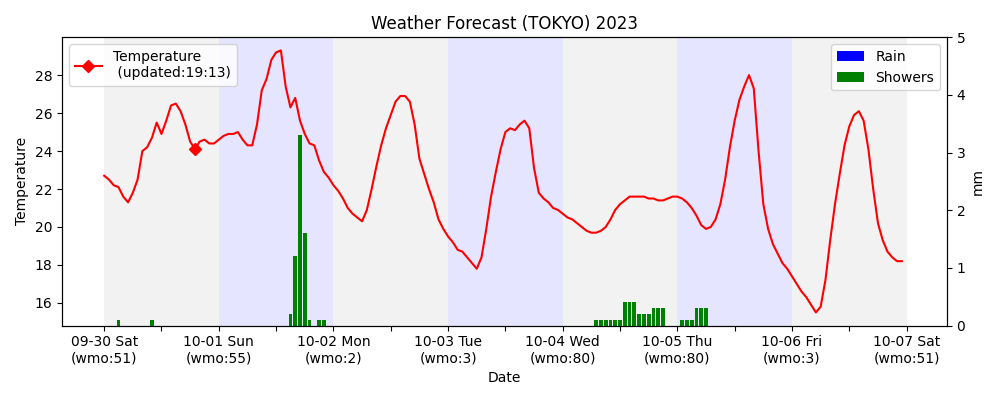 Weather Forecast (TOKYO) 2023
Temperature
(updated:19:13)
Rain
Showers
Temperature
28
26
24
22
20
18
16
5
4
3
2
1
0
mm
09-30 Sat
(wmo:51)
10-01 Sun
(wmo:55)
10-02 Mon
(wmo:2)
10-03 Tue
(wmo:3)
10-04 Wed
(wmo:80)
10-05 Thu
(wmo:80)
10-06 Fri
(wmo:3)
10-07 Sat
(wmo:51)
Date